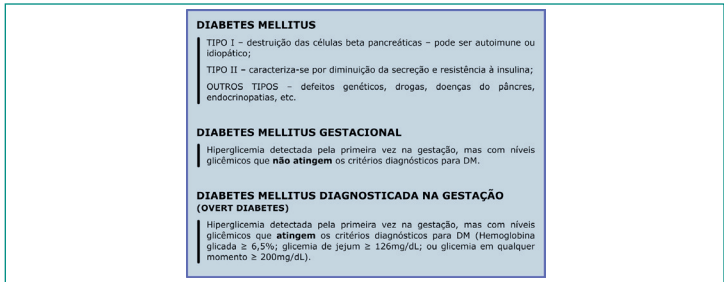 DIABETES MELLITUS
TIPO I – destruição das células beta pancreáticas – pode ser autoimune ou
idiopático;
TIPO II – caracteriza-se por diminuição da secreção e resistência à insulina;
OUTROS TIPOS – defeitos genéticos, drogas, doenças do pâncres,
endocrinopatias, etc.
DIABETES MELLITUS GESTACIONAL
Hiperglicemia detectada pela primeira vez na gestação, mas com níveis
glicêmicos que não atingem os critérios diagnósticos para DM.
DIABETES MELLITUS DIAGNOSTICADA NA GESTAÇÃO
(OVERT DIABETES)
Hiperglicemia detectada pela primeira vez na gestação, mas com níveis
glicêmicos que atingem os critérios diagnósticos para DM (Hemoglobina
glicada ≥ 6,5%; glicemia de jejum ≥ 126mg/dL; ou glicemia em qualquer
momento ≥ 200mg/dL).